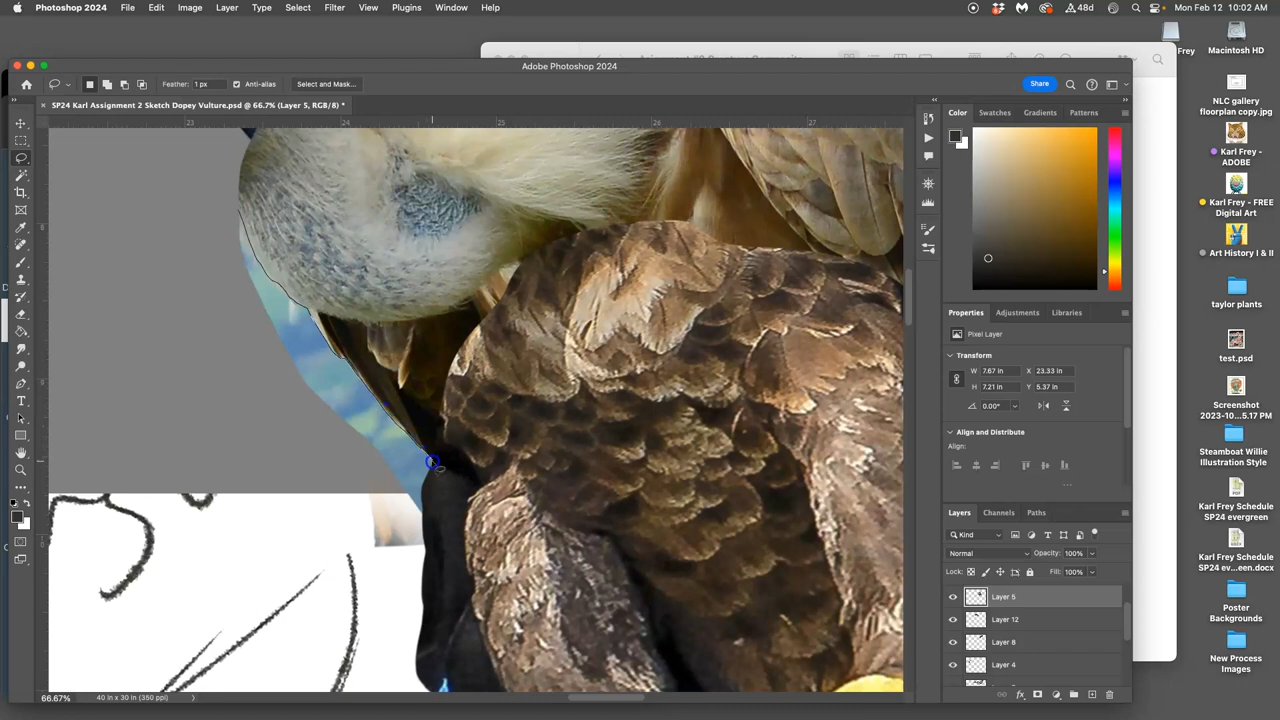 Photoshop 2024 File Edit Image Layer Type Select Filter View Plugins Window Help 48d Mon Feb 12 10:02 AM
Adobe Photoshop 2024
Feather: 1 px Anti-alias Select and Mask... Share
× SP24 Karl Assignment 2 Sketch Dopey Vulture.psd @ 66.7% (Layer 5, RGB/8) *
23 24 25 26 27
Color Swatches Gradients Patterns
Properties Adjustments Libraries
Pixel Layer
Transform
W 7.67 in X 23.33 in
H 7.21 in Y 5.37 in
0.00°
Align and Distribute
Align:
...
Layers Channels Paths
Kind
Normal Opacity: 100%
Lock: Fill: 100%
Layer 5
Layer 12
Layer 8
Layer 4
66.67% 40 in x 30 in (350 ppi)
Frey
Macintosh HD
NLC gallery
floorplan copy.jpg
Karl Frey -
ADOBE
Karl Frey - FREE
Digital Art
Art History I & II
taylor plants
test.psd
Screenshot
2023-10...5.17 PM
Steamboat Willie
Illustration Style
Karl Frey Schedule
SP24 evergreen
Karl Frey Schedule
SP24 ev...een.docx
Poster
Backgrounds
New Process
Images